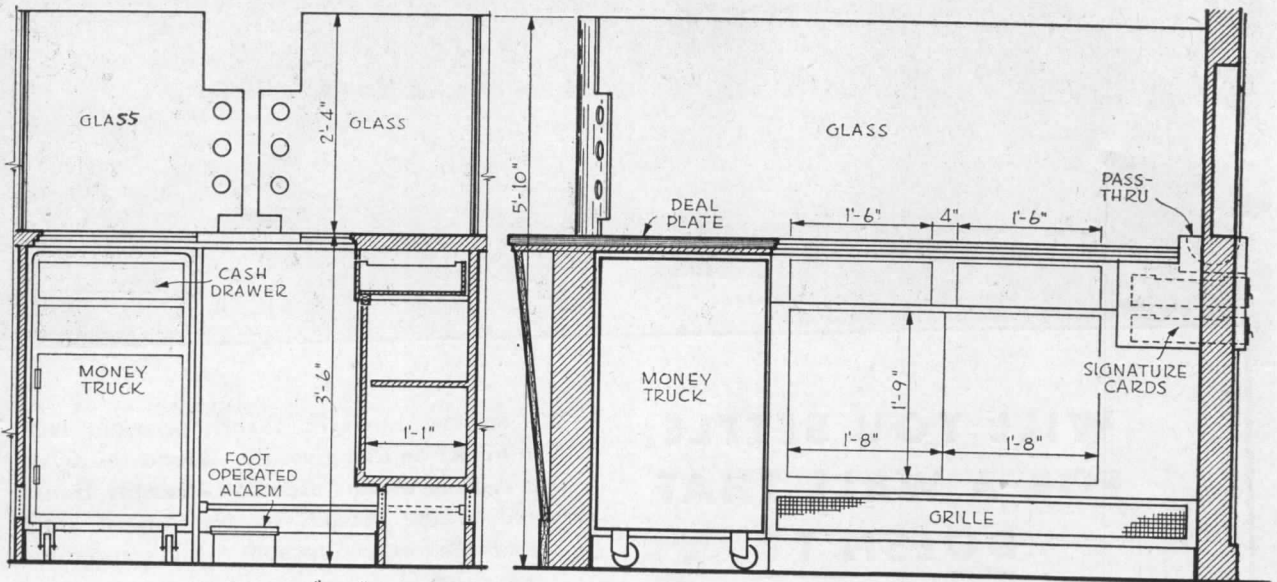 GLASS
GLASS
2'-4"
CASH
DRAWER
MONEY
TRUCK
3'-6"
1'-1"
FOOT
OPERATED
ALARM
5'-10"
GLASS
DEAL
PLATE
1'-6"
4"
1'-6"
PASS-
THRU
MONEY
TRUCK
1'-9"
1'-8"
1'-8"
SIGNATURE
CARDS
GRILLE